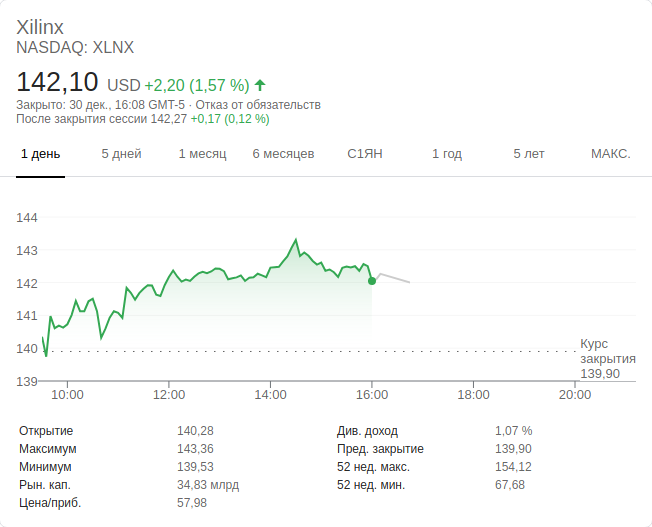 Xilinx
NASDAQ: XLNX
142,10 USD +2,20 (1,57 %)
Закрыто: 30 дек., 16:08 GMT-5 · Отказ от обязательств
После закрытия сессии 142,27 +0,17 (0,12 %)
1 день 5 дней 1 месяц 6 месяцев С1ЯН 1 год 5 лет МАКС.
144
143
142
141
140
139
Курс
закрытия
139,90
10:00 12:00 14:00 16:00 18:00 20:00
Открытие 140,28 Див. доход 1,07 %
Максимум 143,36 Пред. закрытие 139,90
Минимум 139,53 52 нед. макс. 154,12
Рын. кап. 34,83 млрд 52 нед. мин. 67,68
Цена/приб. 57,98